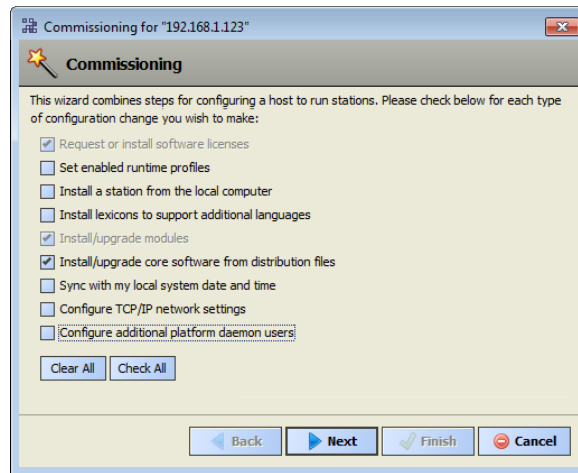 Commissioning for "192.168.1.123"
Commissioning
This wizard combines steps for configuring a host to run stations. Please check below for each type
of configuration change you wish to make:
Request or install software licenses
Set enabled runtime profiles
Install a station from the local computer
Install lexicons to support additional languages
Install/upgrade modules
Install/upgrade core software from distribution files
Sync with my local system date and time
Configure TCP/IP network settings
Configure additional platform daemon users
Clear All Check All
Back Next Finish Cancel